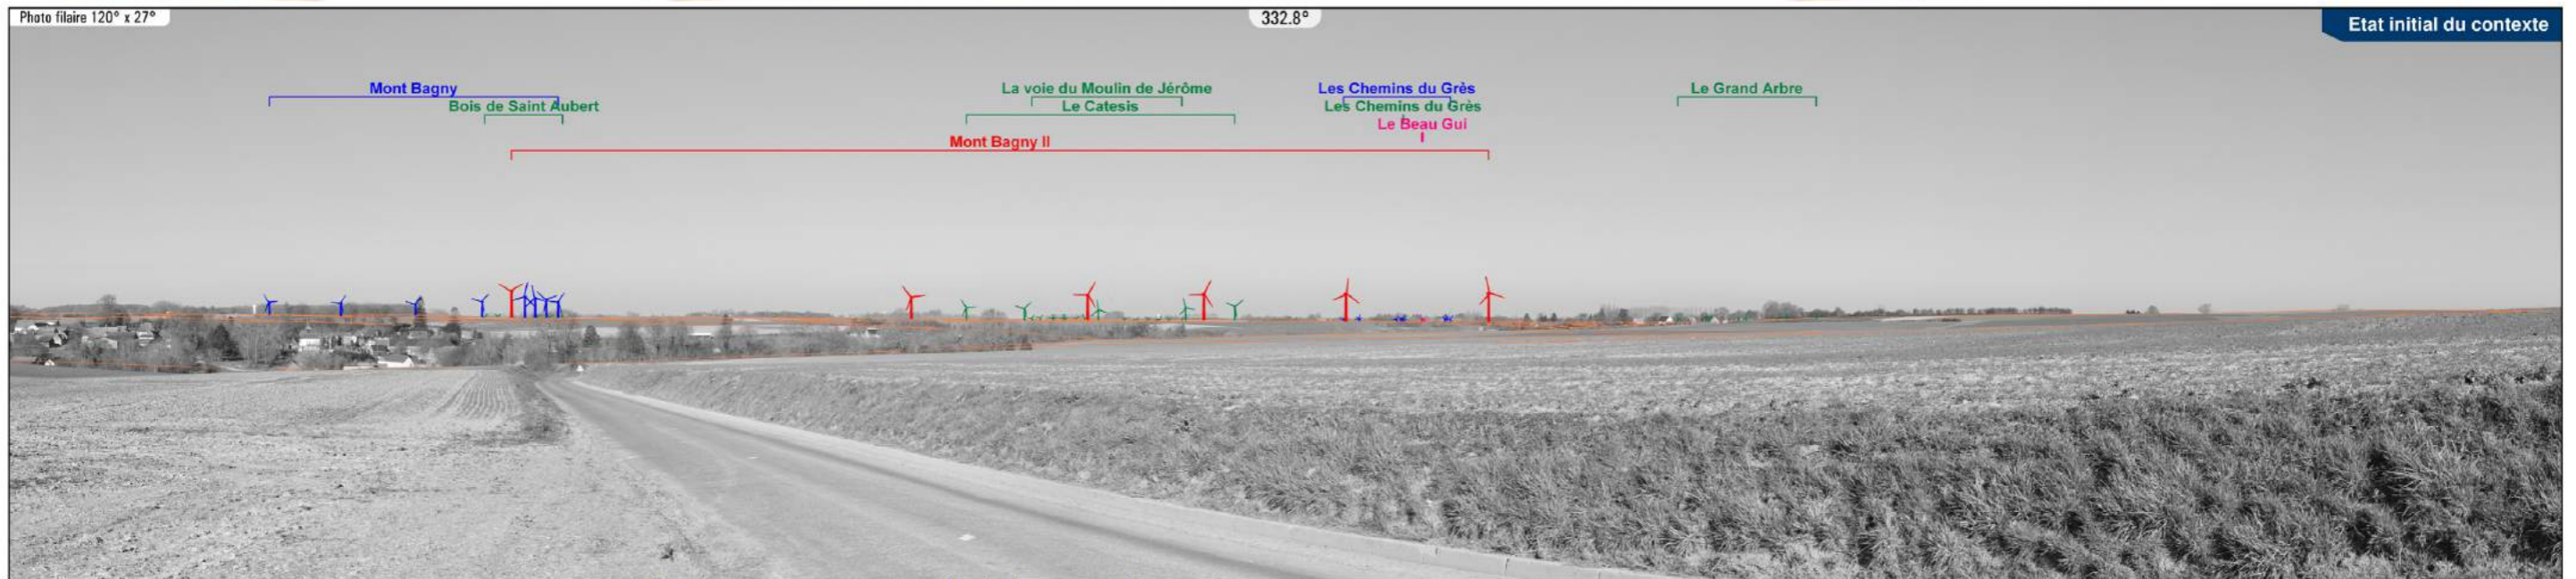 Photo filaire 120° x 27°
332.8°
Etat initial du contexte
Mont Bagny
La voie du Moulin de Jérôme
Les Chemins du Grès
Le Grand Arbre
Bois de Saint Aubert
Le Catesis
Les Chemins du Grès
Le Beau Gui
Mont Bagny II